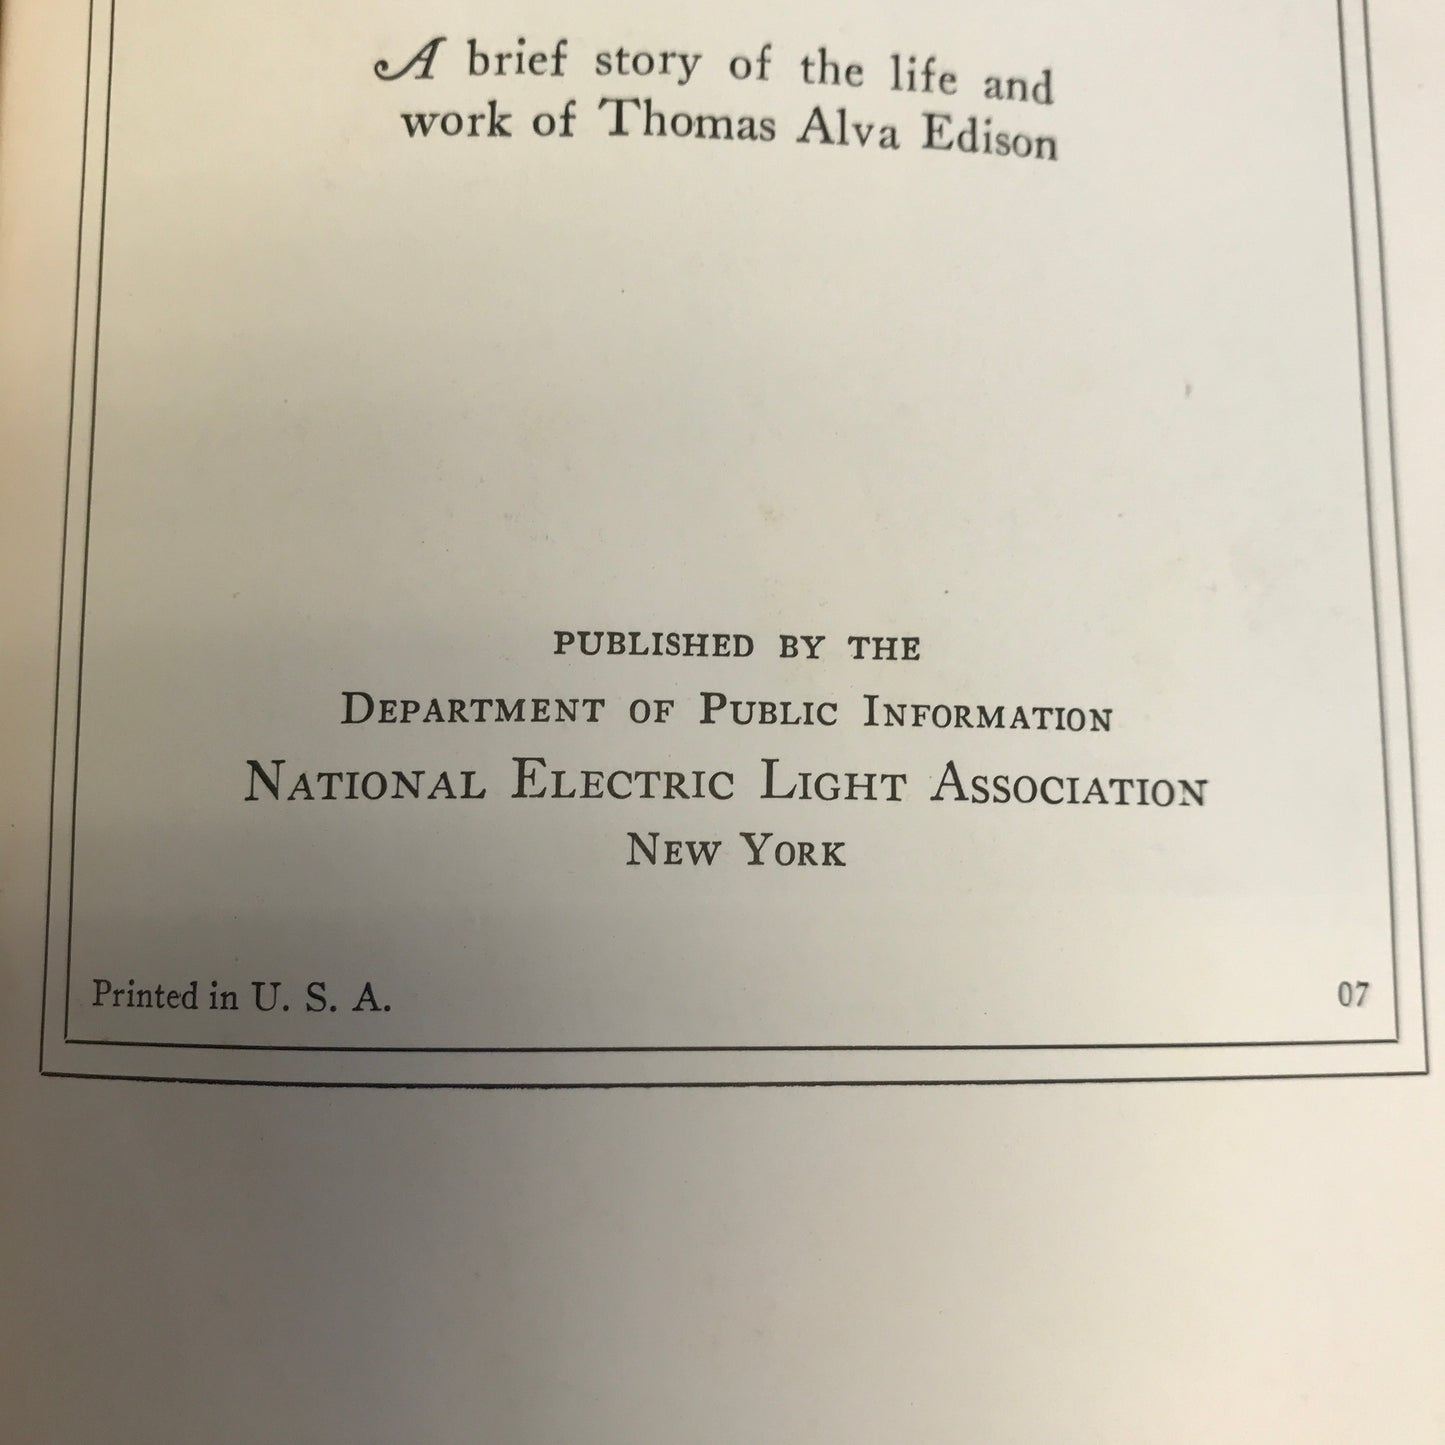 A brief story of the life and
work of Thomas Alva Edison
PUBLISHED BY THE
DEPARTMENT OF PUBLIC INFORMATION
NATIONAL ELECTRIC LIGHT ASSOCIATION
NEW YORK
Printed in U. S. A.
07